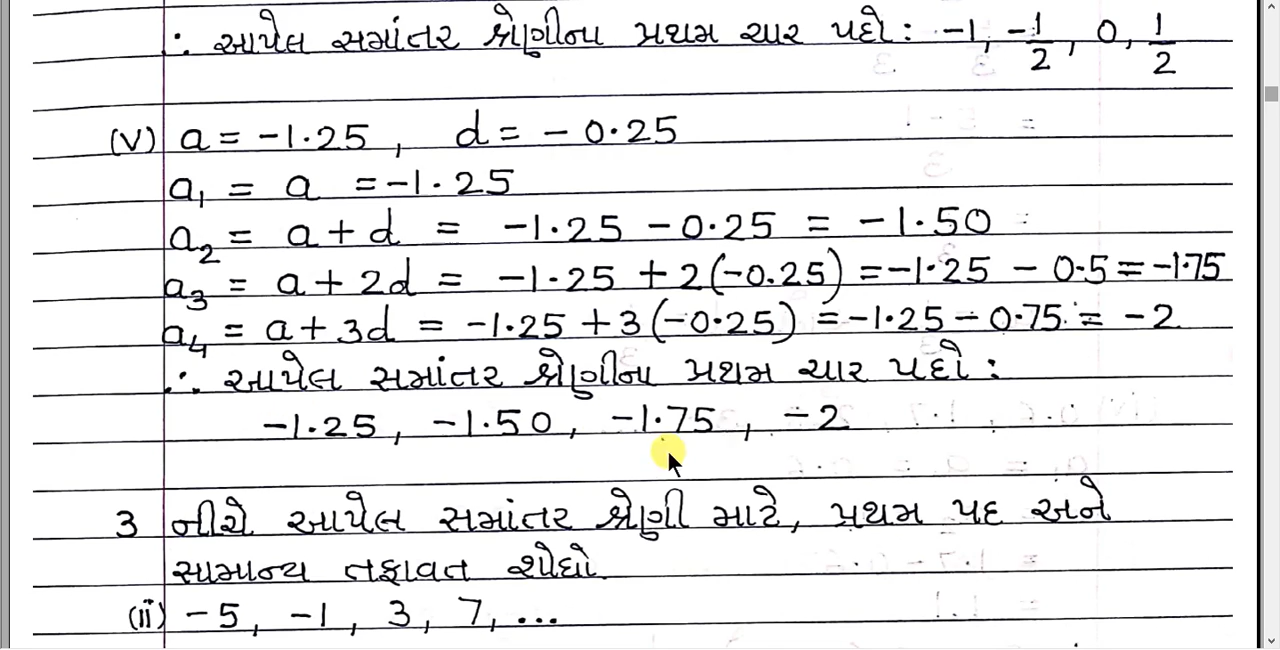 ∴ આપેલ સમાંતર શ્રેણીના પ્રથમ ચાર પદો: -1, -1/2, 0, 1/2
(V) a = -1.25, d = -0.25
a₁ = a = -1.25
a₂ = a + d = -1.25 - 0.25 = -1.50
a₃ = a + 2d = -1.25 + 2(-0.25) = -1.25 - 0.5 = -1.75
a₄ = a + 3d = -1.25 + 3(-0.25) = -1.25 - 0.75 = -2
∴ આપેલ સમાંતર શ્રેણીના પ્રથમ ચાર પદો:
-1.25, -1.50, -1.75, -2
3 નીચે આપેલ સમાંતર શ્રેણી માટે, પ્રથમ પદ અને
સામાન્ય તફાવત શોધો.
(ii) -5, -1, 3, 7, ...